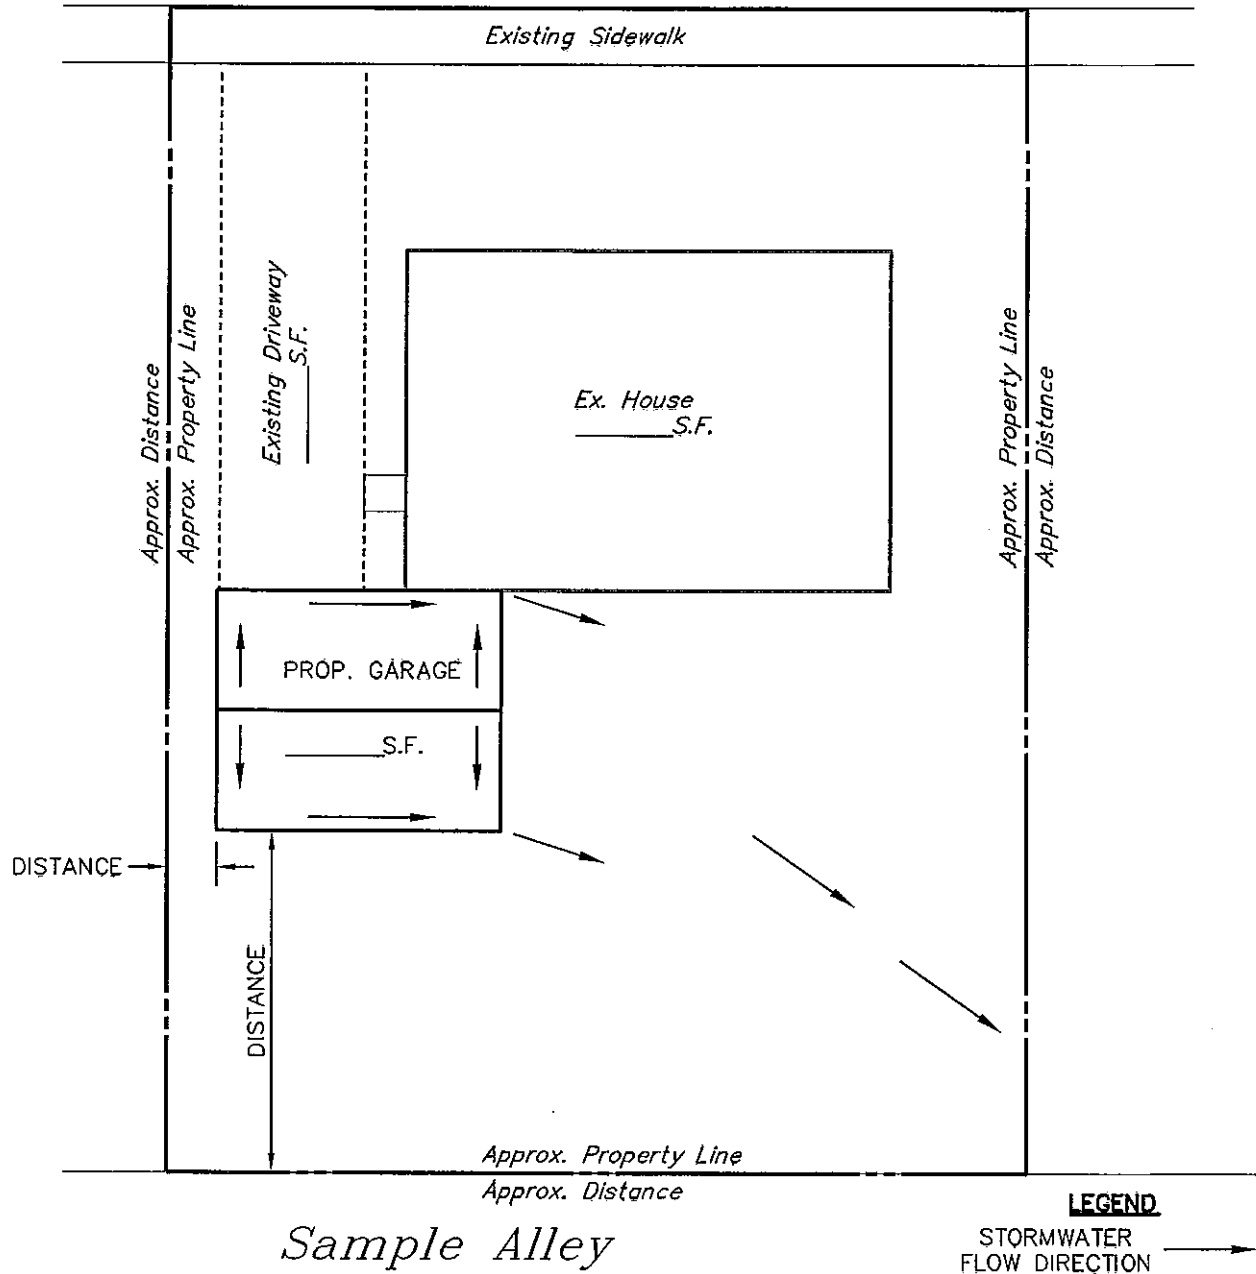 Existing Sidewalk
Existing Driveway
S.F.
Approx. Distance
Approx. Property Line
Ex. House
S.F.
Approx. Property Line
Approx. Distance
PROP. GARAGE
S.F.
DISTANCE
DISTANCE
Approx. Property Line
Approx. Distance
Sample Alley
LEGEND
STORMWATER
FLOW DIRECTION